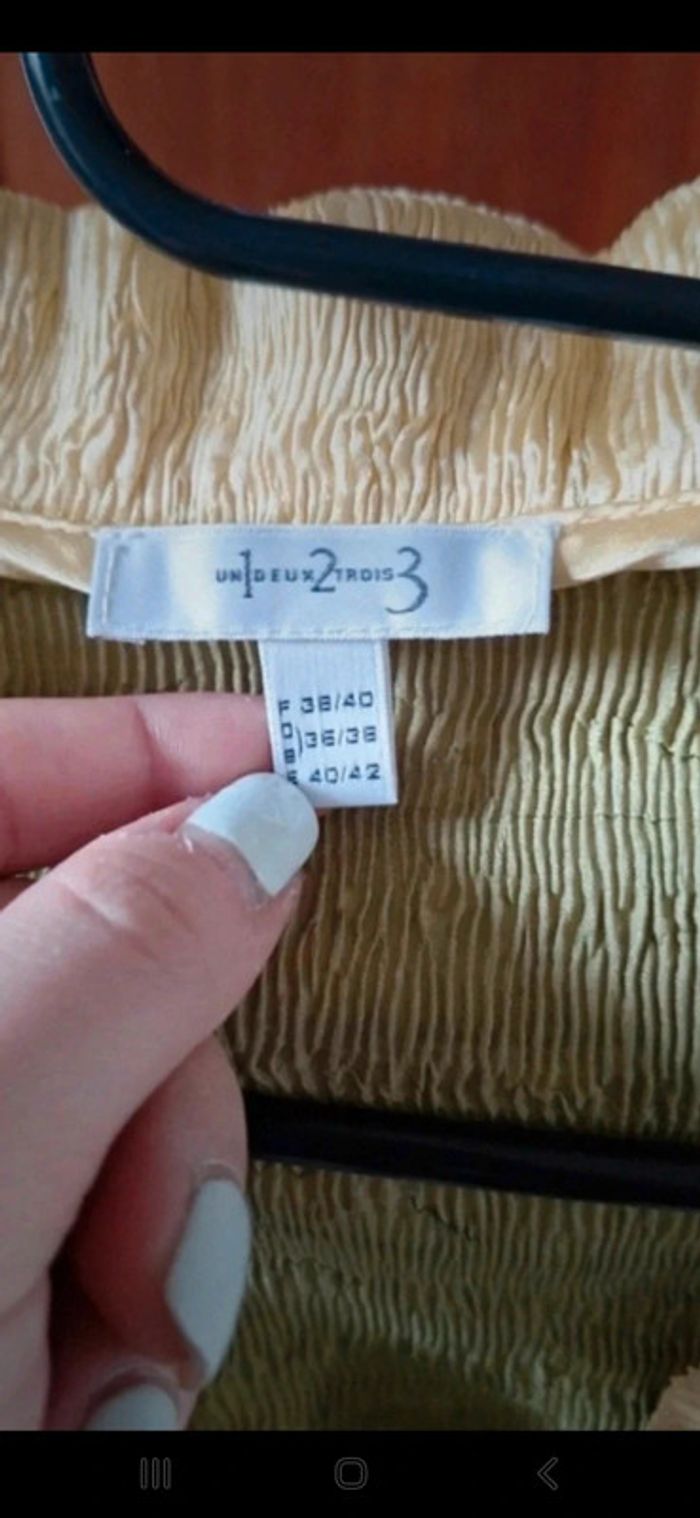 UN1DEUX2TROIS3
F 38/40
D
B )36/38
40/42